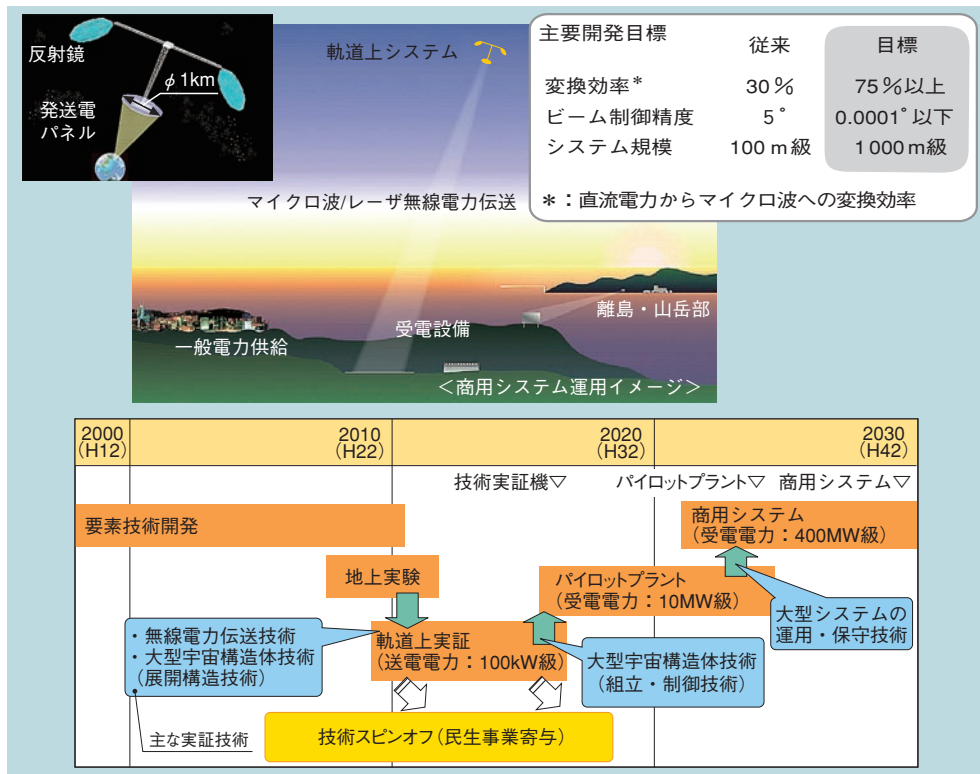 反射鏡
φ1km
発送電
パネル
軌道上システム
マイクロ波/レーザ無線電力伝送
離島・山岳部
受電設備
一般電力供給
＜商用システム運用イメージ＞
主要開発目標 従来 目標
変換効率* 30% 75%以上
ビーム制御精度 5° 0.0001°以下
システム規模 100m級 1000m級
*：直流電力からマイクロ波への変換効率
2000 2010 2020 2030
(H12) (H22) (H32) (H42)
技術実証機▽ パイロットプラント▽ 商用システム▽
要素技術開発
商用システム
(受電電力：400MW級)
地上実験
パイロットプラント
(受電電力：10MW級)
大型システムの
運用・保守技術
・無線電力伝送技術
・大型宇宙構造体技術
(展開構造技術)
軌道上実証
(送電電力：100kW級)
大型宇宙構造体技術
(組立・制御技術)
主な実証技術
技術スピンオフ(民生事業寄与)